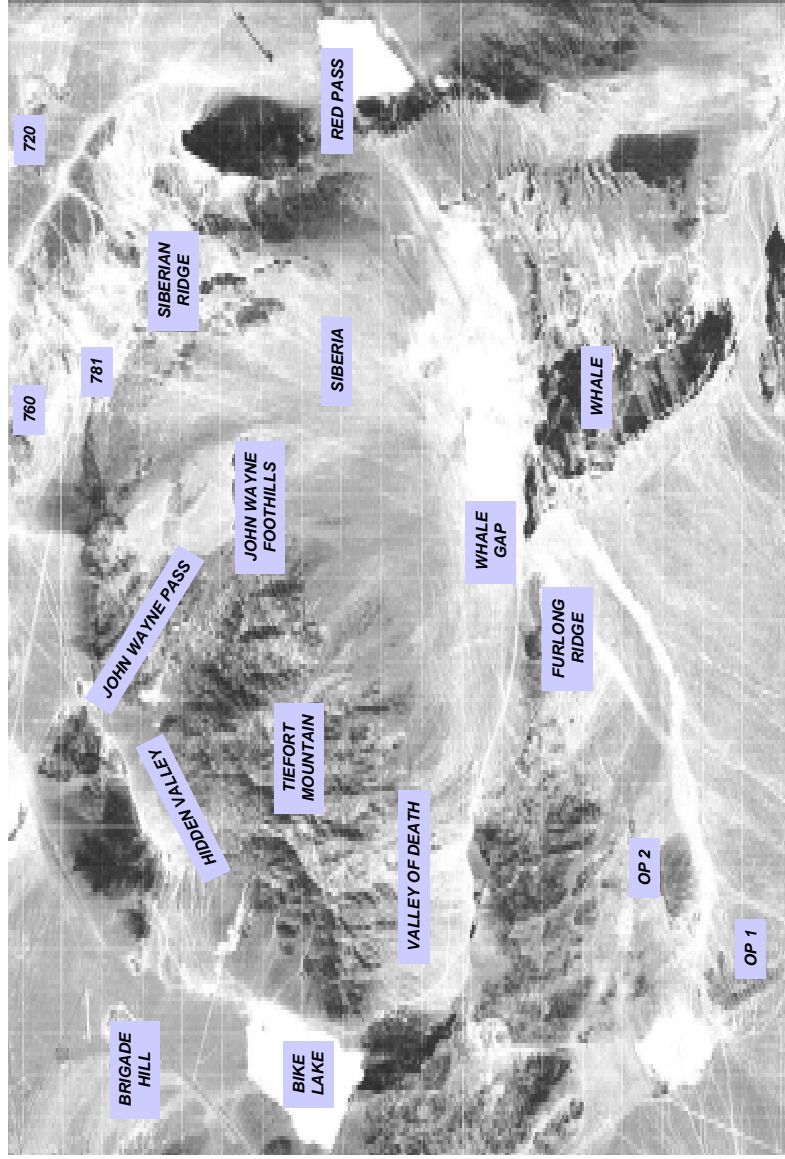 760
720
781
BRIGADE
HILL
JOHN WAYNE PASS
HIDDEN VALLEY
SIBERIAN
RIDGE
JOHN WAYNE
FOOTHILLS
BIKE
LAKE
TIEFORT
MOUNTAIN
SIBERIA
RED PASS
VALLEY OF DEATH
WHALE
GAP
FURLONG
RIDGE
WHALE
OP 2
OP 1